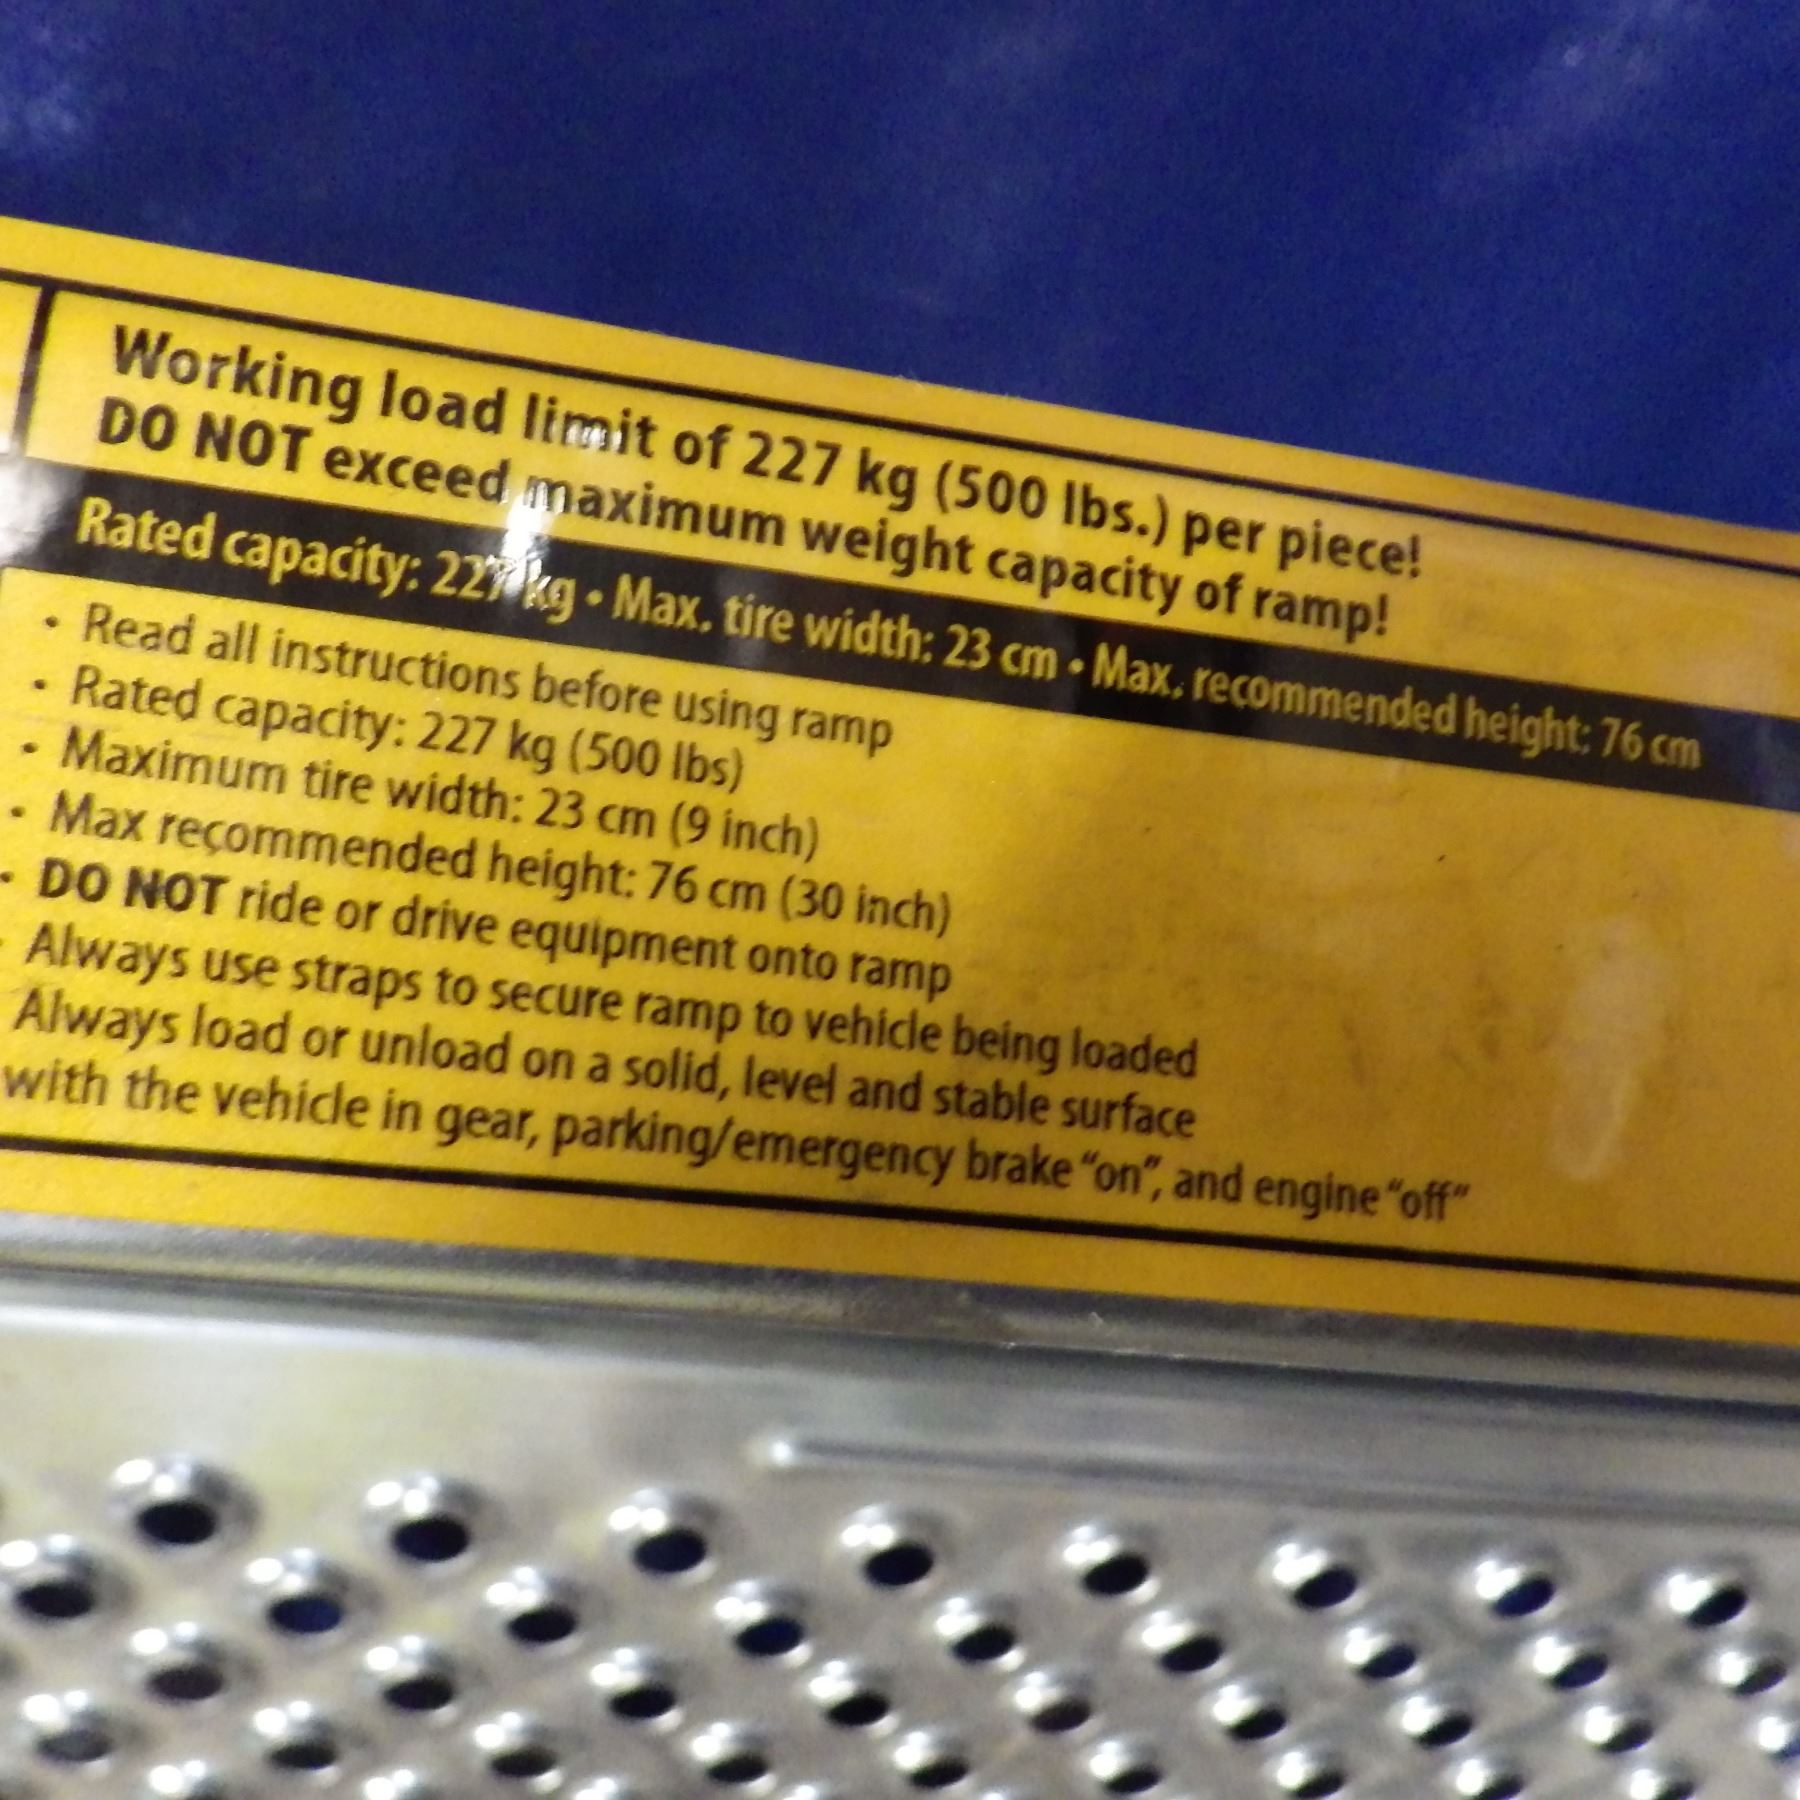 Working load limit of 227 kg (500 lbs.) per piece!
DO NOT exceed maximum weight capacity of ramp!
Rated capacity: 227 kg • Max. tire width: 23 cm • Max. recommended height: 76 cm
• Read all instructions before using ramp
• Rated capacity: 227 kg (500 lbs)
• Maximum tire width: 23 cm (9 inch)
• Max recommended height: 76 cm (30 inch)
• DO NOT ride or drive equipment onto ramp
• Always use straps to secure ramp to vehicle being loaded
Always load or unload on a solid, level and stable surface
with the vehicle in gear, parking/emergency brake “on”, and engine “off”